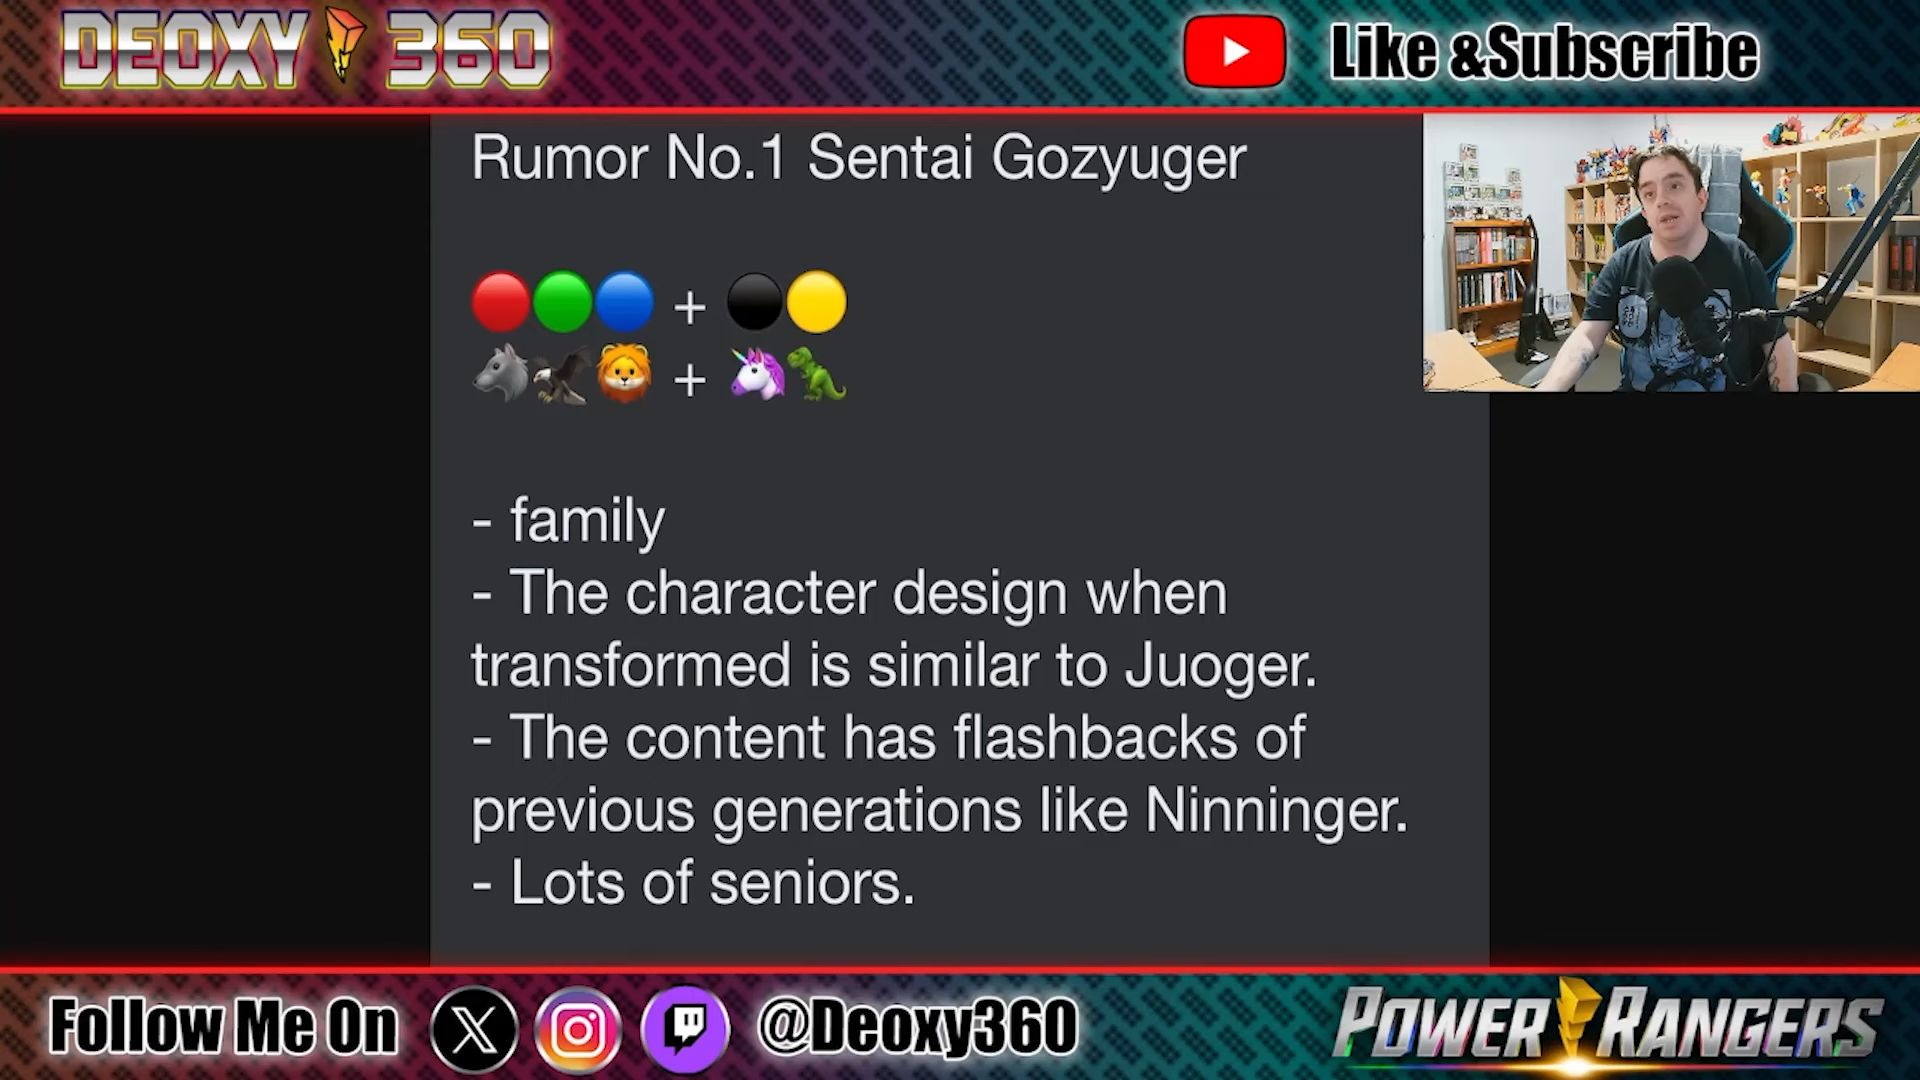 DEOXY 360
Like &Subscribe
Rumor No.1 Sentai Gozyuger
+
+
- family
- The character design when
transformed is similar to Juoger.
- The content has flashbacks of
previous generations like Ninninger.
- Lots of seniors.
Follow Me On
@Deoxy360
POWER RANGERS